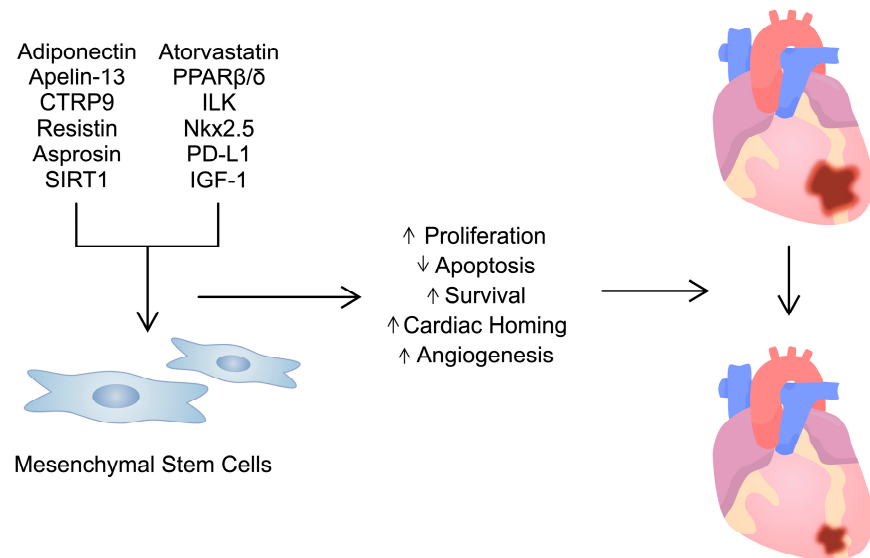 Adiponectin
Apelin-13
CTRP9
Resistin
Asprosin
SIRT1
Atorvastatin
PPARβ/δ
ILK
Nkx2.5
PD-L1
IGF-1
↑ Proliferation
↓ Apoptosis
↑ Survival
↑ Cardiac Homing
↑ Angiogenesis
Mesenchymal Stem Cells